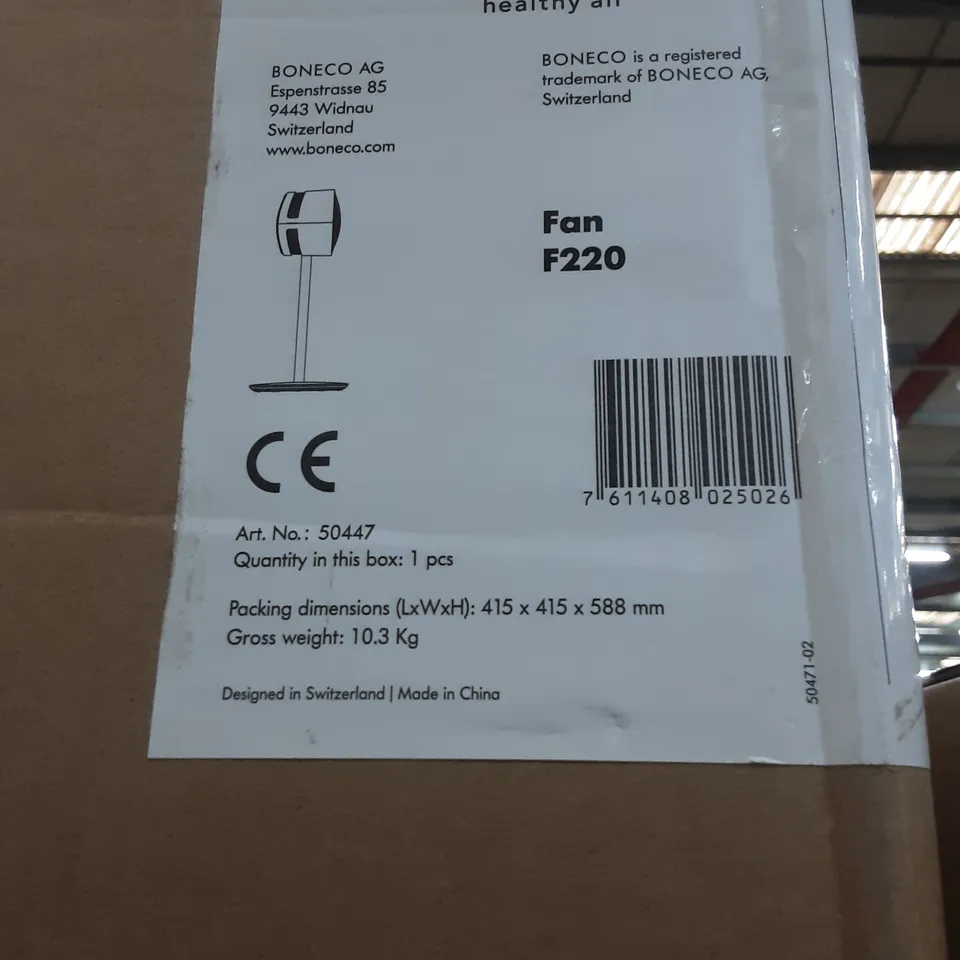 healthy air
BONECO AG
Espenstrasse 85
9443 Widnau
Switzerland
www.boneco.com
BONECO is a registered
trademark of BONECO AG,
Switzerland
Fan
F220
CE
7 611408 025026
Art. No.: 50447
Quantity in this box: 1 pcs
Packing dimensions (LxWxH): 415 x 415 x 588 mm
Gross weight: 10.3 Kg
Designed in Switzerland | Made in China
50471-02